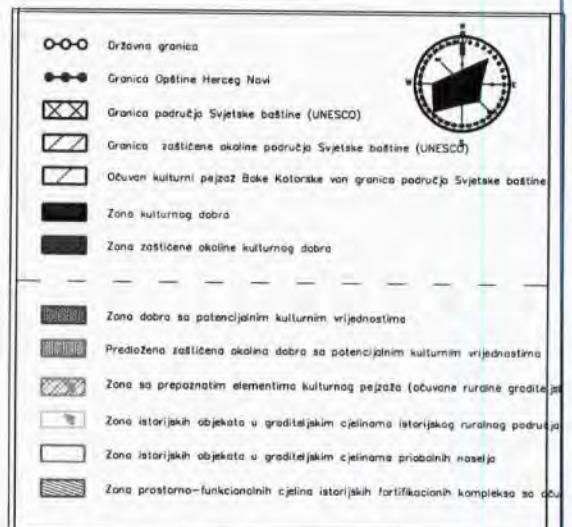 Državna granica
Granica Opštine Herceg Novi
Granica područja Svjetske baštine (UNESCO)
Granica zaštićene okoline područja Svjetske baštine (UNESCO)
Očuvan kulturni pejzaž Boke Kotorske van granica područja Svjetske baštine
Zona kulturnog dobra
Zona zaštićene okoline kulturnog dobra
Zona dobra sa potencijalnim kulturnim vrijednostima
Predložena zaštićena okolina dobra sa potencijalnim kulturnim vrijednostima
Zona sa prepoznatim elementima kulturnog pejzaža (očuvane ruralne graditeljs
Zona istorijskih objekata u graditeljskim cjelinama istorijskog ruralnog područja
Zona istorijskih objekata u graditeljskim cjelinama priobalnih naselja
Zona prostorno-funkcionalnih cjelina istorijskih fortifikacionih kompleksa sa oču